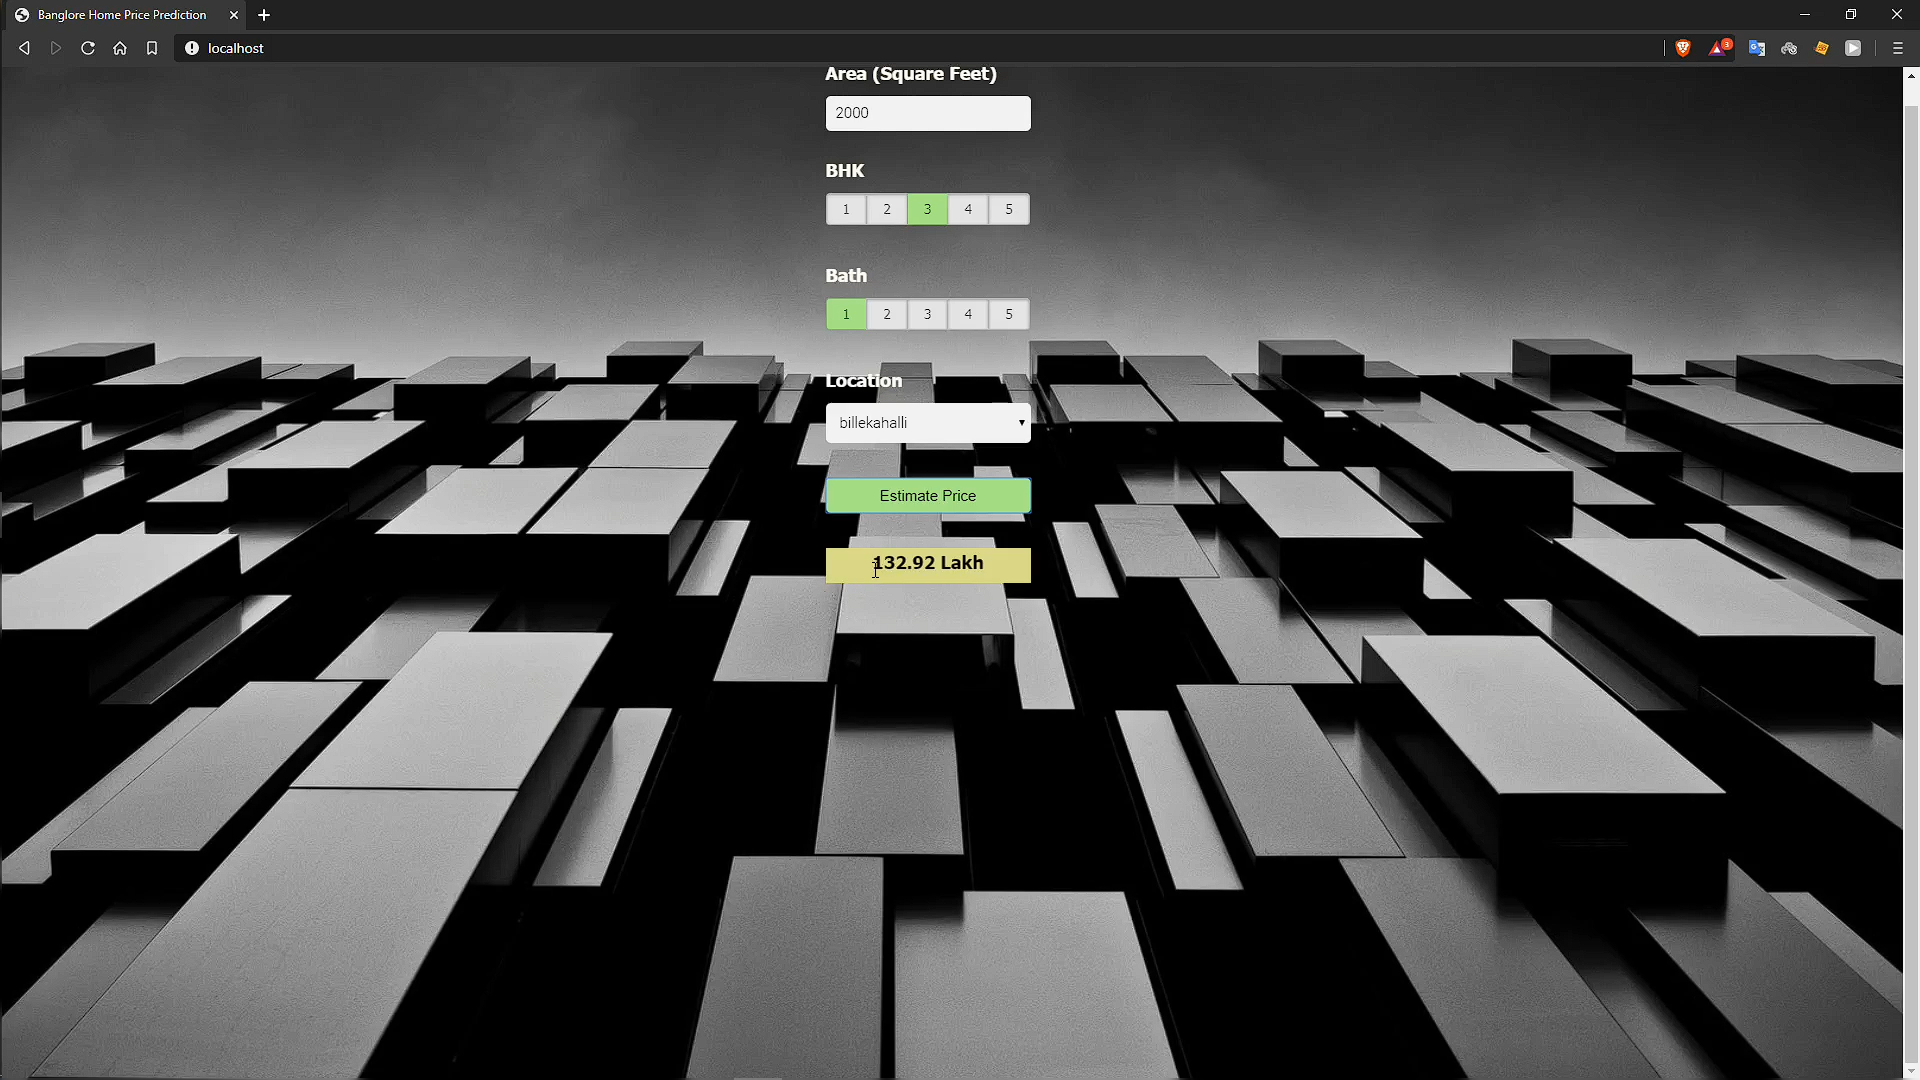 Banglore Home Price Prediction
localhost
3
Area (Square Feet)
2000
BHK
1 2 3 4 5
Bath
1 2 3 4 5
Location
billekahalli
Estimate Price
132.92 Lakh